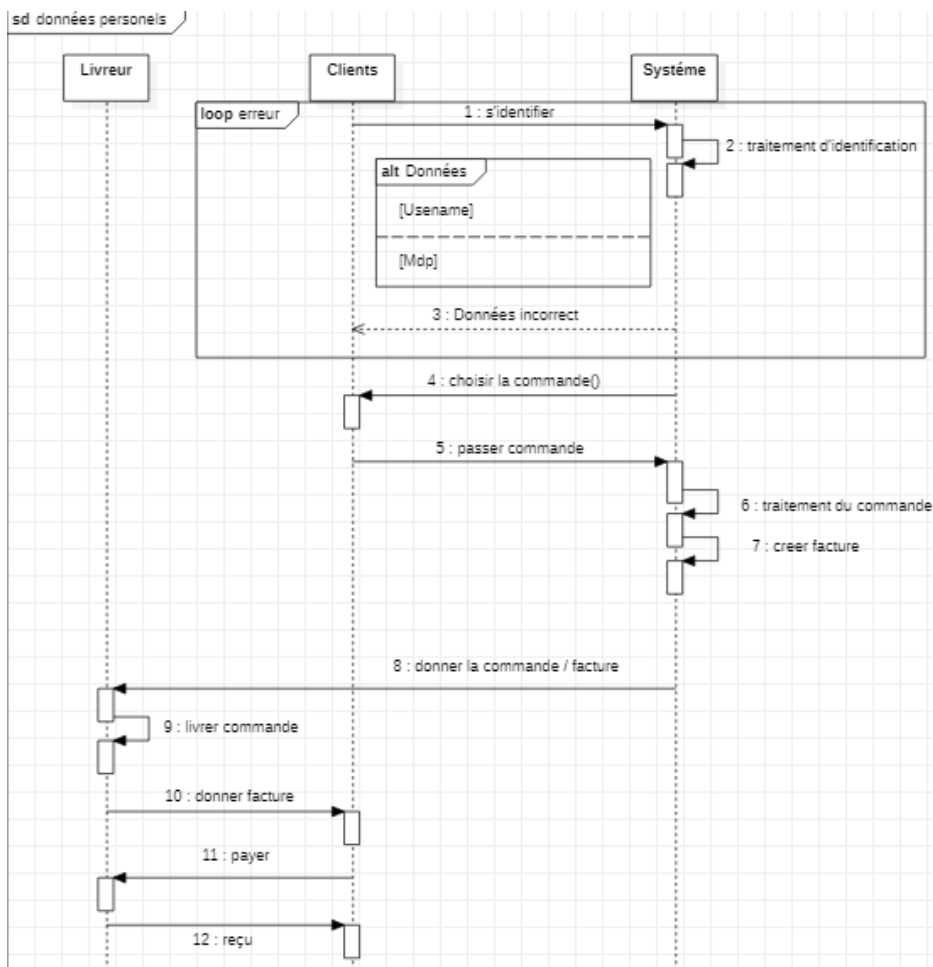 sd données personels
Livreur
Clients
Systéme
loop erreur
1 : s'identifier
2 : traitement d'identification
alt Données
[Usename]
[Mdp]
3 : Données incorrect
4 : choisir la commande()
5 : passer commande
6 : traitement du commande
7 : creer facture
8 : donner la commande / facture
9 : livrer commande
10 : donner facture
11 : payer
12 : reçu